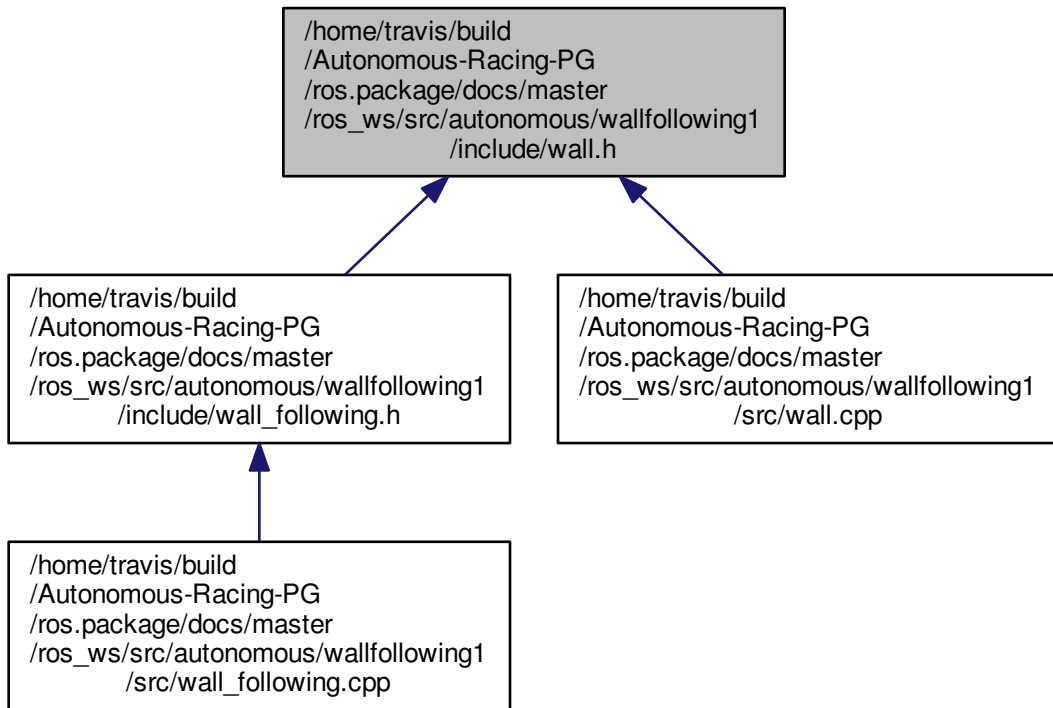 /home/travis/build
/Autonomous-Racing-PG
/ros.package/docs/master
/ros_ws/src/autonomous/wallfollowing1
/include/wall.h
/home/travis/build
/Autonomous-Racing-PG
/ros.package/docs/master
/ros_ws/src/autonomous/wallfollowing1
/include/wall_following.h
/home/travis/build
/Autonomous-Racing-PG
/ros.package/docs/master
/ros_ws/src/autonomous/wallfollowing1
/src/wall.cpp
/home/travis/build
/Autonomous-Racing-PG
/ros.package/docs/master
/ros_ws/src/autonomous/wallfollowing1
/src/wall_following.cpp